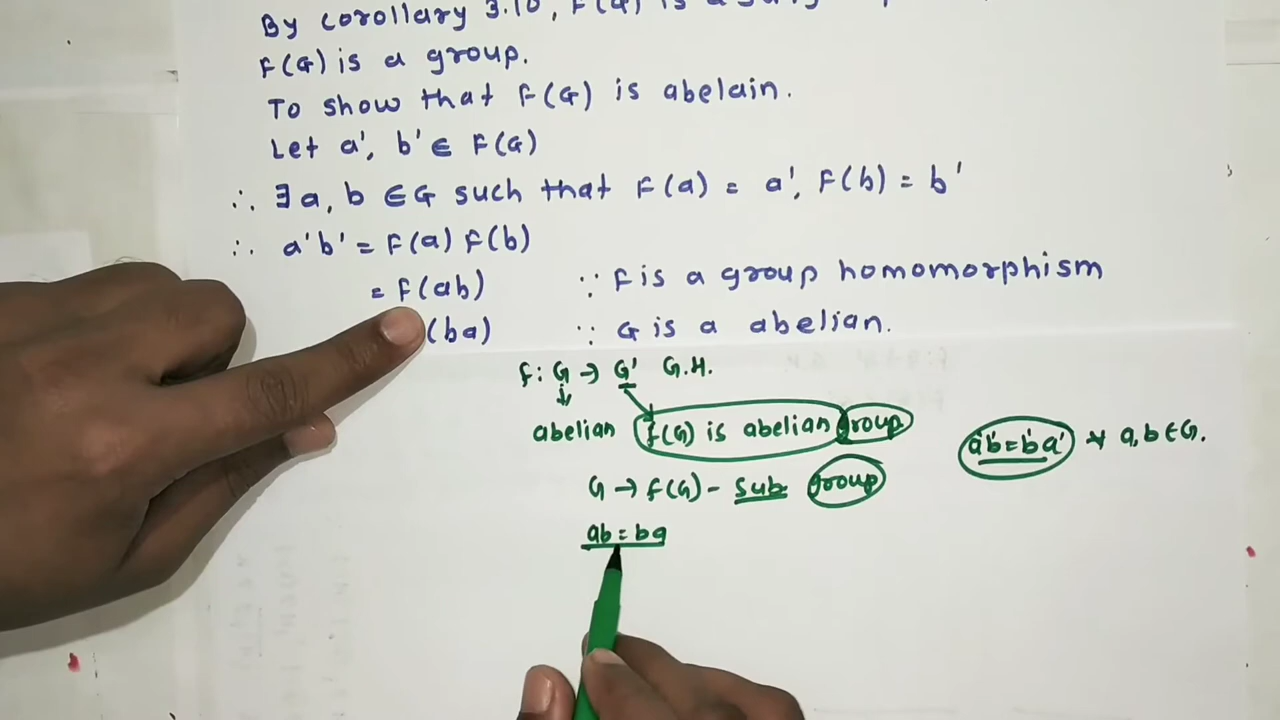 By corollary 3.10, F(G) is a
F(G) is a group.
To show that F(G) is abelain.
Let a', b' ∈ F(G)
∴ ∃ a, b ∈ G such that F(a) = a', F(b) = b'
∴ a'b' = F(a) F(b)
= F(ab) ∵ F is a group homomorphism
(ba) ∵ G is a abelian.
f: G → G' G.H.
abelian f(G) is abelian group
a'b' = b'a' ∀ a, b ∈ G.
G → f(G) - sub group
ab = ba